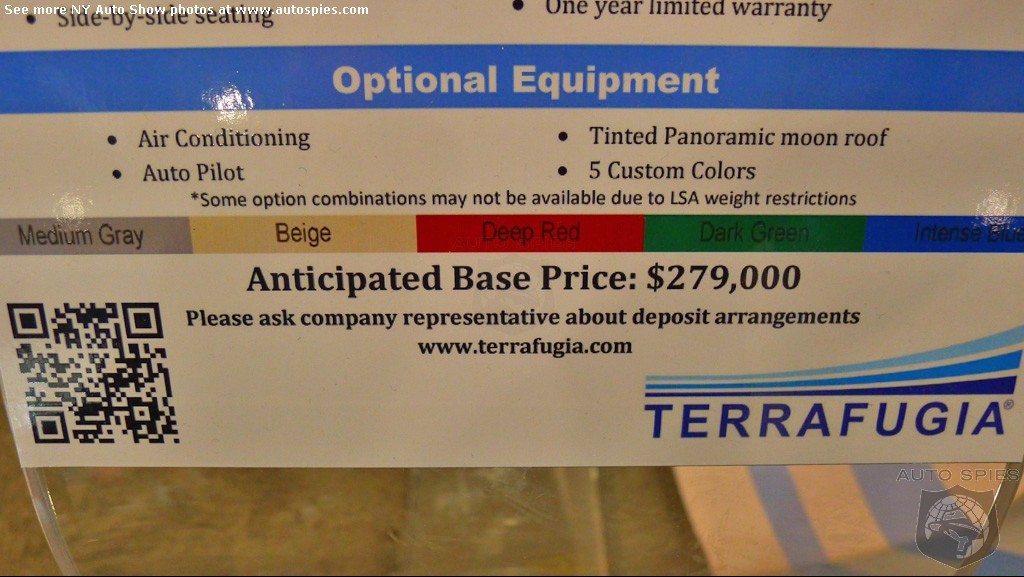 See more NY Auto Show photos at www.autospies.com
• Side-by-side seating
• One year limited warranty
Optional Equipment
• Air Conditioning
• Auto Pilot
• Tinted Panoramic moon roof
• 5 Custom Colors
*Some option combinations may not be available due to LSA weight restrictions
Medium Gray Beige Deep Red Dark Green Intense Blue
Anticipated Base Price: $279,000
Please ask company representative about deposit arrangements
www.terrafugia.com
TERRAFUGIA®
AUTO SPIES